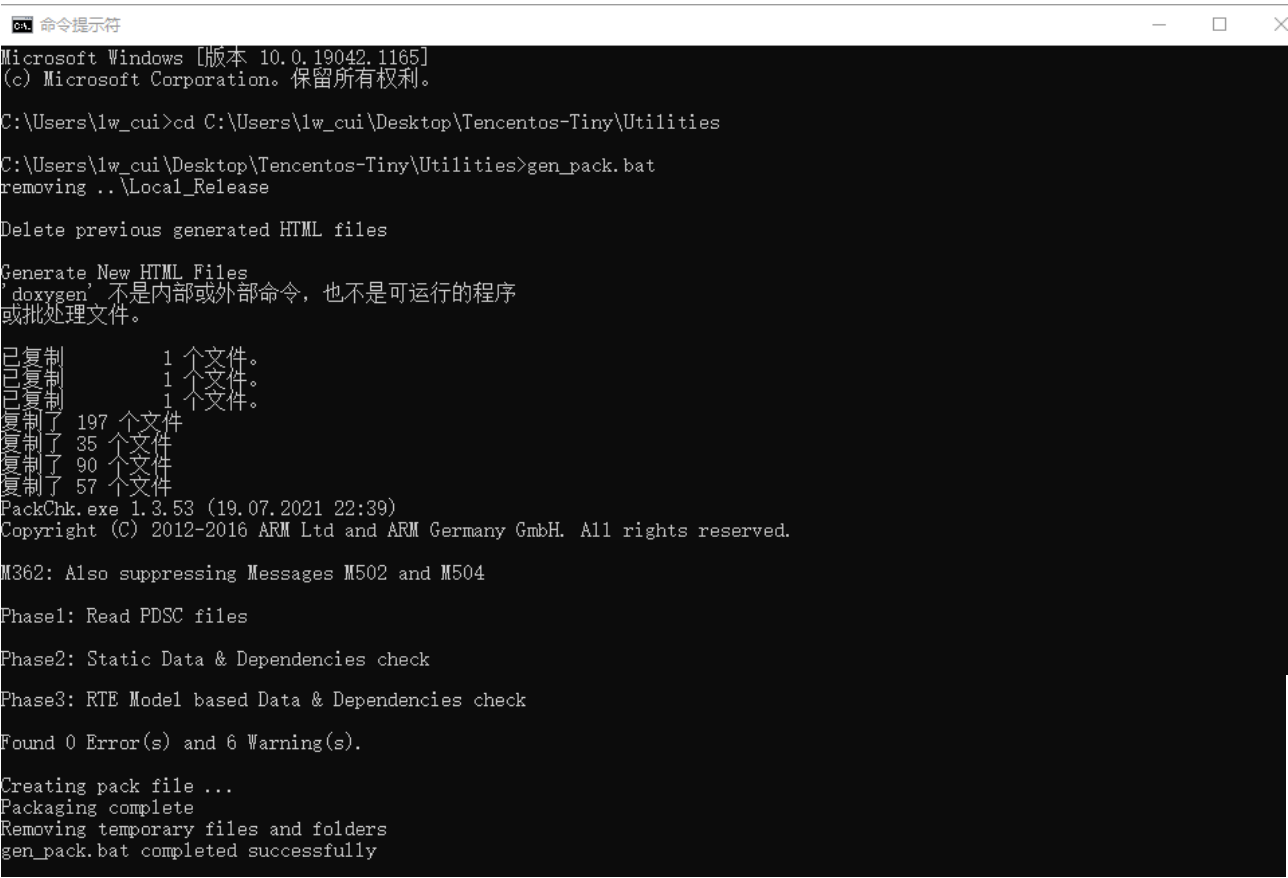 命令提示符
Microsoft Windows [版本 10.0.19042.1165]
(c) Microsoft Corporation。保留所有权利。
C:\Users\lw_cui>cd C:\Users\lw_cui\Desktop\Tencentos-Tiny\Utilities
C:\Users\lw_cui\Desktop\Tencentos-Tiny\Utilities>gen_pack.bat
removing ..\Local_Release
Delete previous generated HTML files
Generate New HTML Files
'doxygen' 不是内部或外部命令，也不是可运行的程序
或批处理文件。
已复制         1 个文件。
已复制         1 个文件。
已复制         1 个文件。
复制了 197 个文件
复制了 35 个文件
复制了 90 个文件
复制了 57 个文件
PackChk.exe 1.3.53 (19.07.2021 22:39)
Copyright (C) 2012-2016 ARM Ltd and ARM Germany GmbH. All rights reserved.
M362: Also suppressing Messages M502 and M504
Phase1: Read PDSC files
Phase2: Static Data & Dependencies check
Phase3: RTE Model based Data & Dependencies check
Found 0 Error(s) and 6 Warning(s).
Creating pack file ...
Packaging complete
Removing temporary files and folders
gen_pack.bat completed successfully